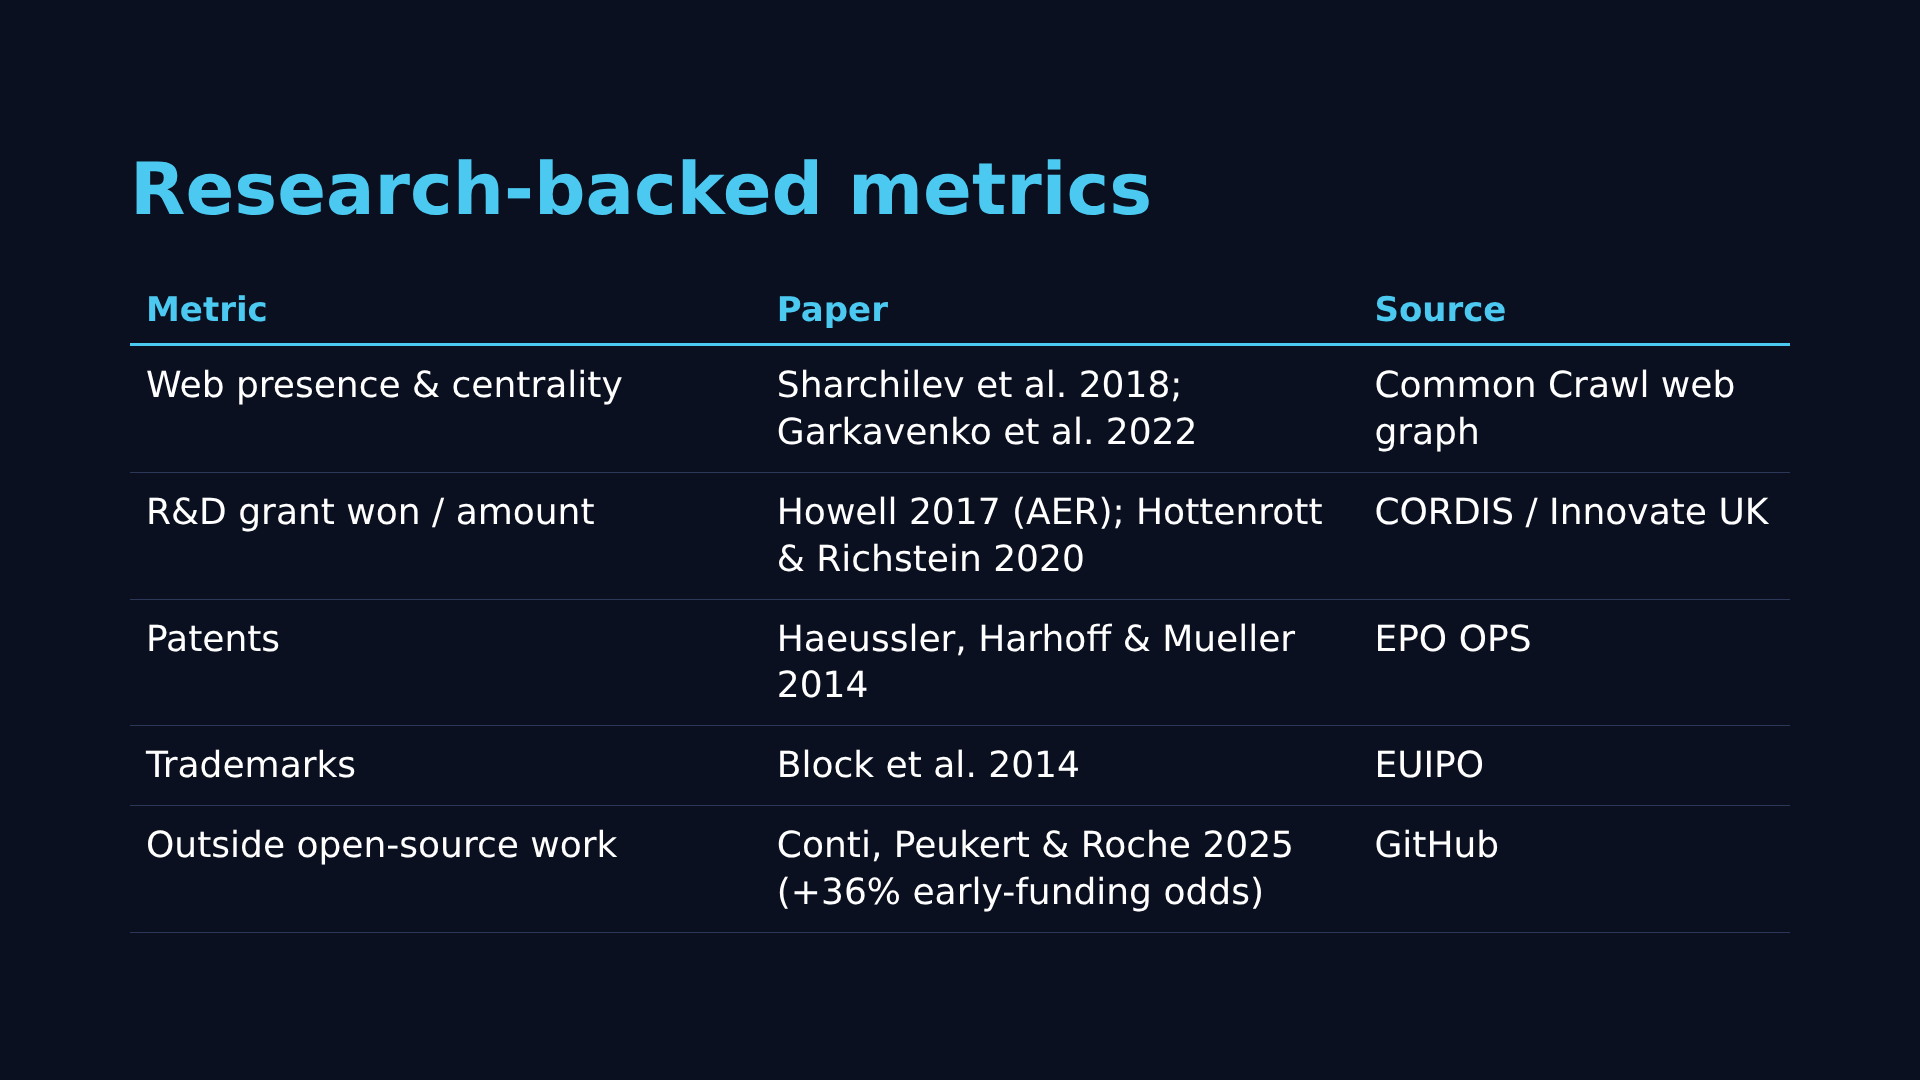 Research-backed metrics
Metric Paper Source
Web presence & centrality Sharchilev et al. 2018; Common Crawl web
Garkavenko et al. 2022 graph
R&D grant won / amount Howell 2017 (AER); Hottenrott CORDIS / Innovate UK
& Richstein 2020
Patents Haeussler, Harhoff & Mueller EPO OPS
2014
Trademarks Block et al. 2014 EUIPO
Outside open-source work Conti, Peukert & Roche 2025 GitHub
(+36% early-funding odds)